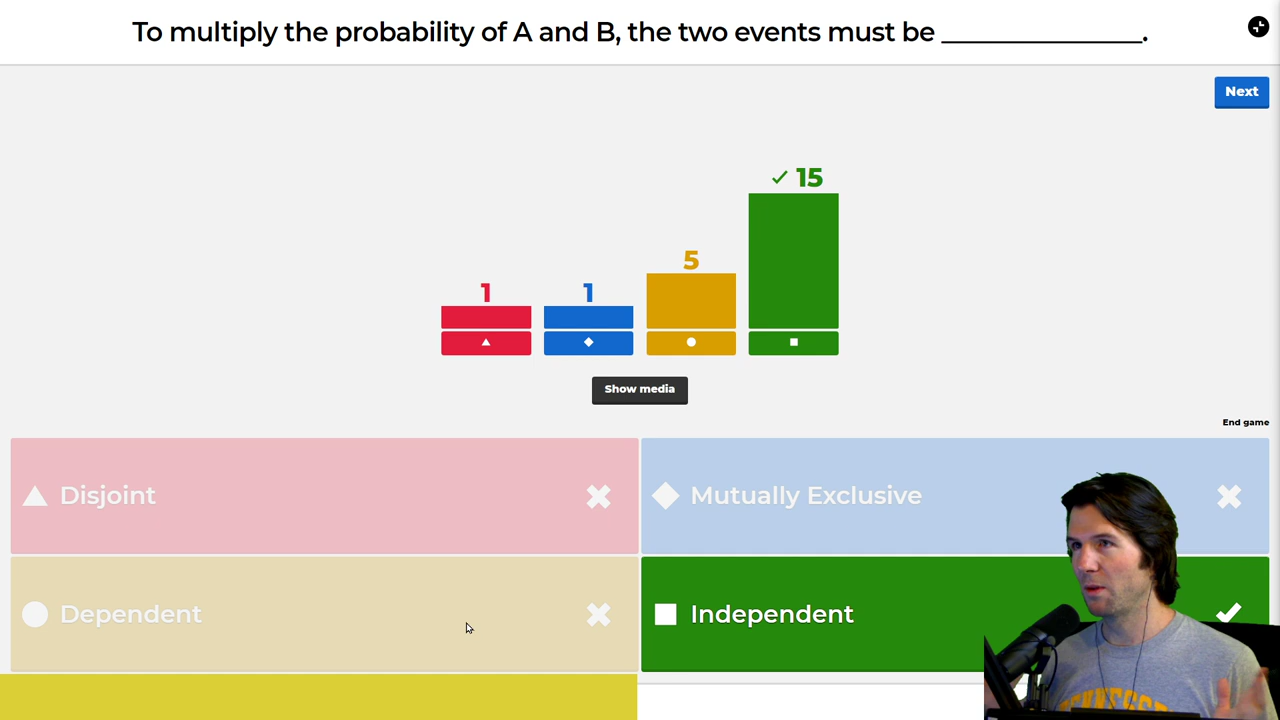 To multiply the probability of A and B, the two events must be _______________.
Next
15
5
1
1
Show media
End game
Disjoint
Mutually Exclusive
Dependent
Independent